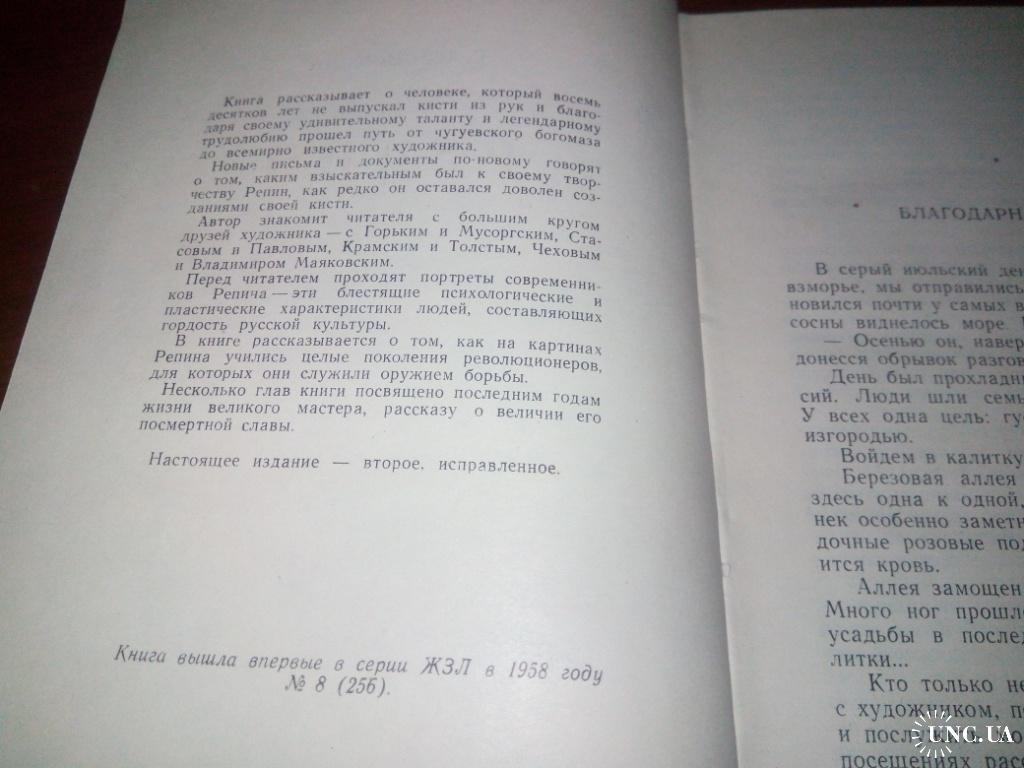 Книга рассказывает о человеке, который восемь
десятков лет не выпускал кисти из рук и благо-
даря своему удивительному таланту и легендарному
трудолюбию прошел путь от чугуевского богомаза
до всемирно известного художника.
Новые письма и документы по-новому говорят
о том, каким взыскательным был к своему твор-
честву Репин, как редко он оставался доволен соз-
даниями своей кисти.
Автор знакомит читателя с большим кругом
друзей художника — с Горьким и Мусоргским, Ста-
совым и Павловым, Крамским и Толстым, Чеховым
и Владимиром Маяковским.
Перед читателем проходят портреты современни-
ков Репича — эти блестящие психологические и
пластические характеристики людей, составляющих
гордость русской культуры.
В книге рассказывается о том, как на картинах
Репина учились целые поколения революционеров,
для которых они служили оружием борьбы.
Несколько глав книги посвящено последним годам
жизни великого мастера, рассказу о величии его
посмертной славы.
Настоящее издание — второе, исправленное.
Книга вышла впервые в серии ЖЗЛ в 1958 году
№ 8 (256).
БЛАГОДАРН
В серый июльский ден
взморье, мы отправились
новился почти у самых в
сосны виднелось море.
— Осенью он, навер
донесся обрывок разгов
День был прохладн
сий. Люди шли семь
У всех одна цель: гу
изгородью.
Войдем в калитку
Березовая аллея
здесь одна к одной,
нек особенно заметн
дочные розовые под
ится кровь.
Аллея замощен
Много ног прошл
усадьбы в послед
литки...
Кто только не
с художником, п
и посл
посещениях расс
UNC.UA